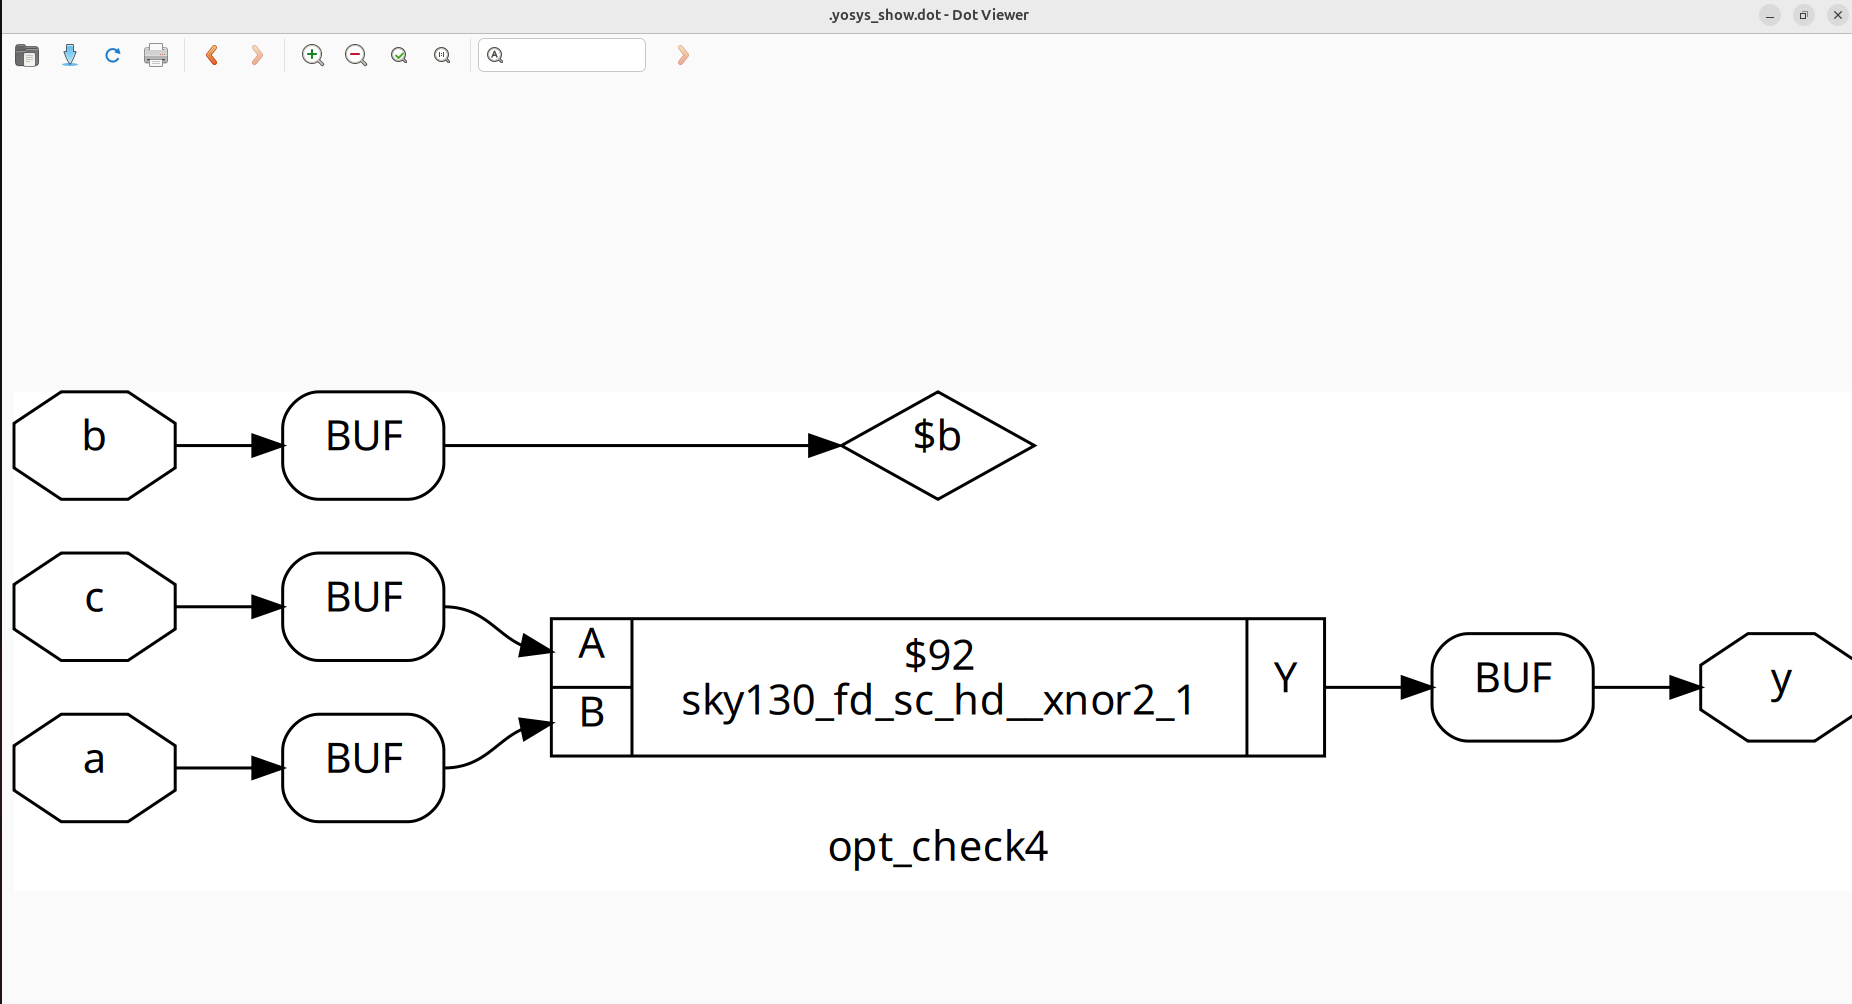 .yosys_show.dot - Dot Viewer
b BUF $b
c BUF
A $92 Y BUF y
sky130_fd_sc_hd__xnor2_1
B
a BUF
opt_check4